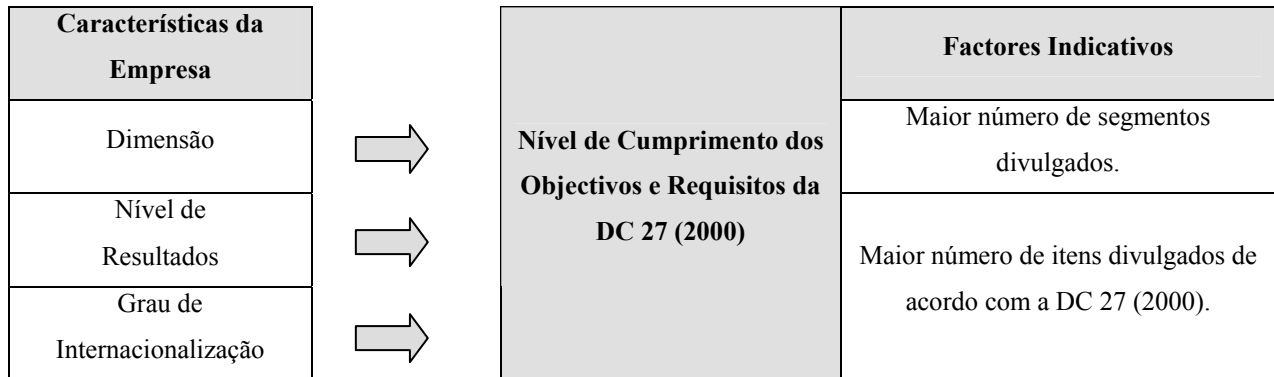 Características da
Empresa
Dimensão
Nível de
Resultados
Grau de
Internacionalização
Nível de Cumprimento dos
Objectivos e Requisitos da
DC 27 (2000)
Factores Indicativos
Maior número de segmentos
divulgados.
Maior número de itens divulgados de
acordo com a DC 27 (2000).